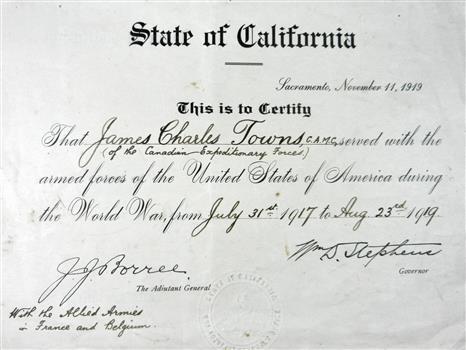 State of California
Sacramento, November 11, 1919
This is to Certify
That James Charles Towns, C.A.M.C. served with the
(of the Canadian Expeditionary Forces)
armed forces of the United States of America during
the World War, from July 31st 1917 to Aug 23rd 1919.
Wm D. Stephens
Governor
J. J. Borree.
The Adjutant General
With the Allied Armies
in France and Belgium.